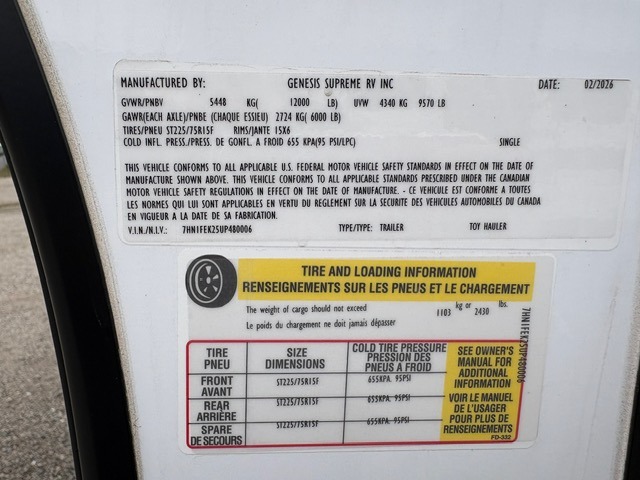 MANUFACTURED BY: GENESIS SUPREME RV INC DATE: 02/2026
GVWR/PNBV 5448 KG( 12000 LB) UVW 4340 KG 9570 LB
GAWR(EACH AXLE)/PNBE (CHAQUE ESSIEU) 2724 KG( 6000 LB)
TIRES/PNEU ST225/75R15F RIMS/JANTE 15X6
COLD INFL. PRESS./PRESS. DE GONFL. A FROID 655 KPA(95 PSI/LPC) SINGLE
THIS VEHICLE CONFORMS TO ALL APPLICABLE U.S. FEDERAL MOTOR VEHICLE SAFETY STANDARDS IN EFFECT ON THE DATE OF
MANUFACTURE SHOWN ABOVE. THIS VEHICLE CONFORMS TO ALL APPLICABLE STANDARDS PRESCRIBED UNDER THE CANADIAN
MOTOR VEHICLE SAFETY REGULATIONS IN EFFECT ON THE DATE OF MANUFACTURE. - CE VEHICULE EST CONFORME A TOUTES
LES NORMES QUI LUI SONT APPLICABLES EN VERTU DU REGLEMENT SUR LA SECURITE DES VEHICULES AUTOMOBILES DU CANADA
EN VIGUEUR A LA DATE DE SA FABRICATION.
V.I.N./N.I.V.: 7HN1FEK25UP480006 TYPE/TYPE: TRAILER TOY HAULER
TIRE AND LOADING INFORMATION
RENSEIGNEMENTS SUR LES PNEUS ET LE CHARGEMENT
The weight of cargo should not exceed
Le poids du chargement ne doit jamais dépasser
1103 kg or 2430 lbs.
7HN1FEK25UP480006
TIRE SIZE COLD TIRE PRESSURE
PNEU DIMENSIONS PRESSION DES
PNEUS A FROID
FRONT ST225/75R15F 655KPA. 95PSI
AVANT
REAR ST225/75R15F 655KPA. 95PSI
ARRIÈRE
SPARE ST225/75R15F 655KPA. 95PSI
DE SECOURS
SEE OWNER'S
MANUAL FOR
ADDITIONAL
INFORMATION
VOIR LE MANUEL
DE L'USAGER
POUR PLUS DE
RENSEIGNEMENTS
FD-332